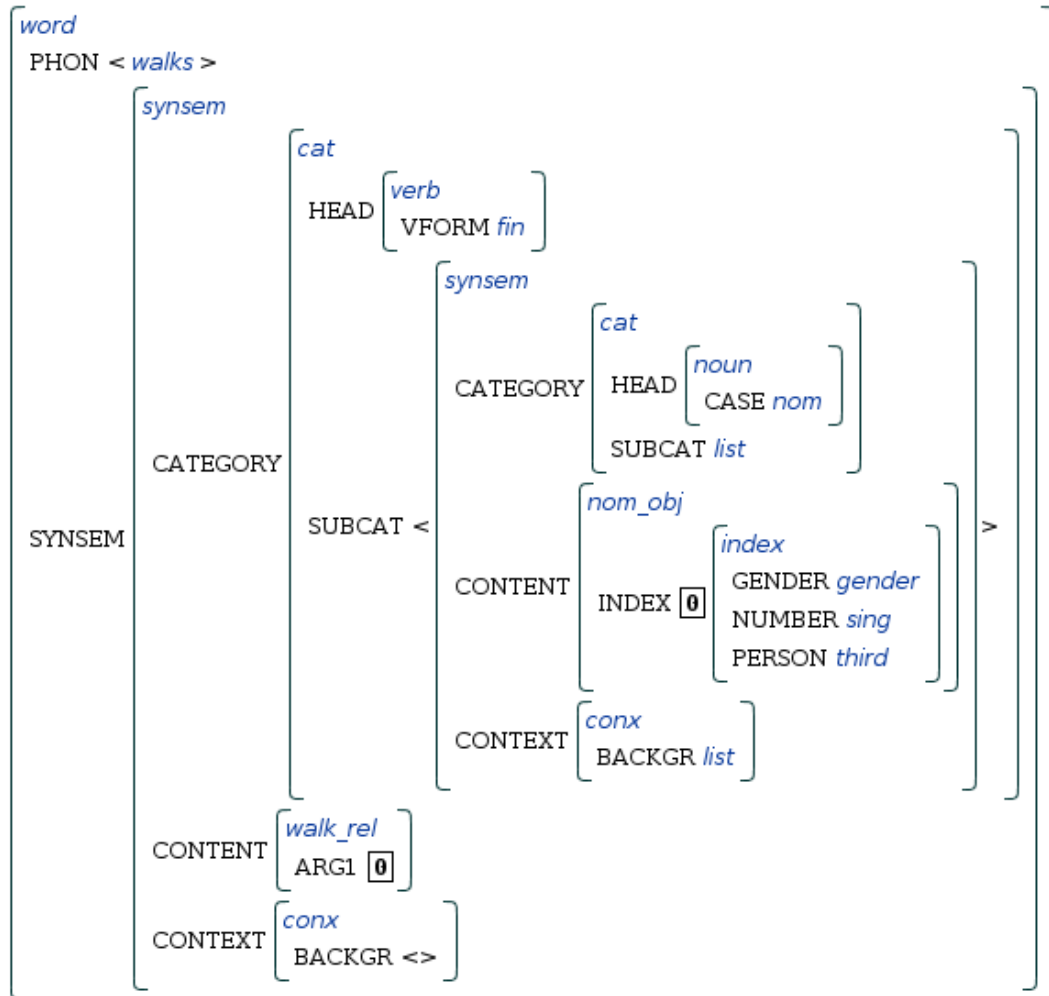 word
PHON < walks >
synsem
cat
verb
HEAD
VFORM fin
synsem
cat
noun
CATEGORY HEAD
CASE nom
SUBCAT list
CATEGORY
nom_obj
SUBCAT < >
SYNSEM
index
GENDER gender
CONTENT
INDEX 0
NUMBER sing
PERSON third
conx
CONTEXT
BACKGR list
walk_rel
CONTENT
ARG1 0
conx
CONTEXT
BACKGR <>